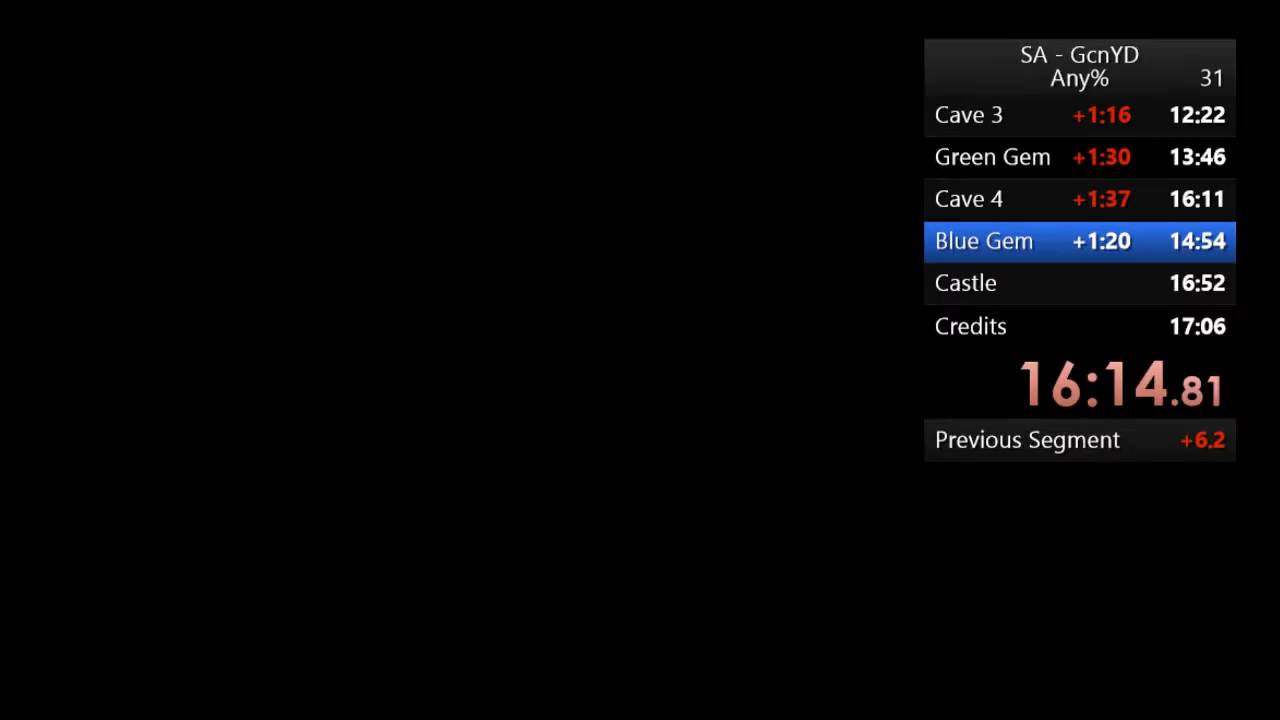 SA - GcnYD
Any% 31
Cave 3 +1:16 12:22
Green Gem +1:30 13:46
Cave 4 +1:37 16:11
Blue Gem +1:20 14:54
Castle 16:52
Credits 17:06
16:14.81
Previous Segment +6.2